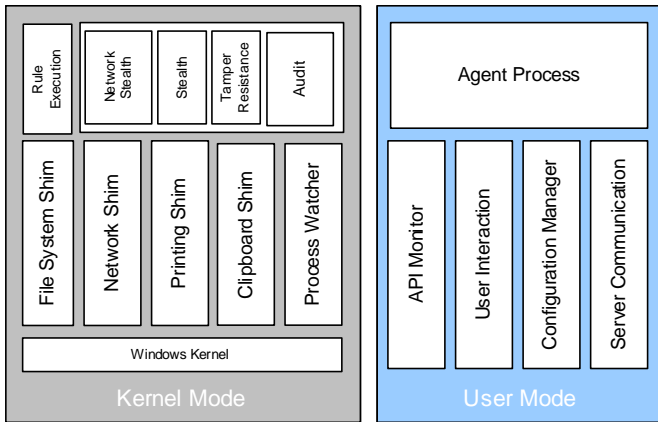 Rule
Execution
Network
Stealth
Stealth
Tamper
Resistance
Audit
File System Shim
Network Shim
Printing Shim
Clipboard Shim
Process Watcher
Windows Kernel
Kernel Mode
Agent Process
API Monitor
User Interaction
Configuration Manager
Server Communication
User Mode